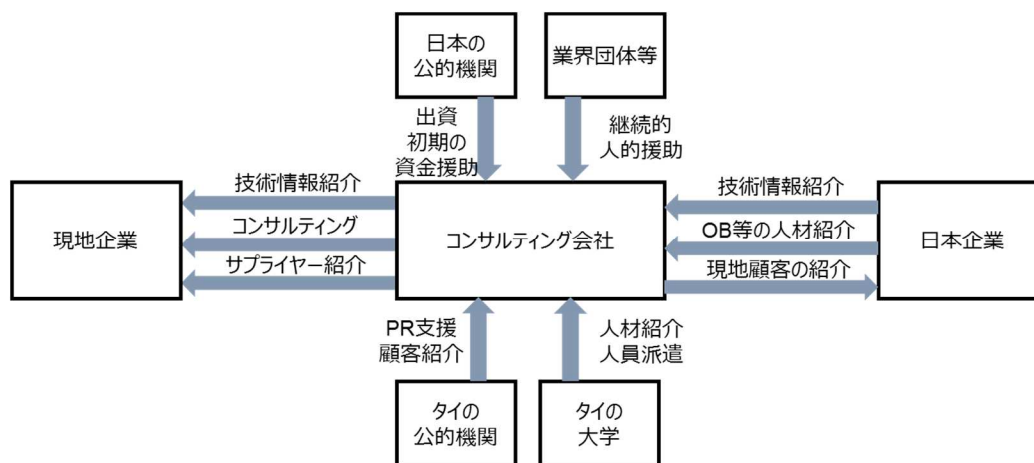 日本の
公的機関
業界団体等
出資
初期の
資金援助
継続的
人的援助
技術情報紹介
コンサルティング
サプライヤー紹介
現地企業
コンサルティング会社
技術情報紹介
OB等の人材紹介
現地顧客の紹介
日本企業
PR支援
顧客紹介
人材紹介
人員派遣
タイの
公的機関
タイの
大学